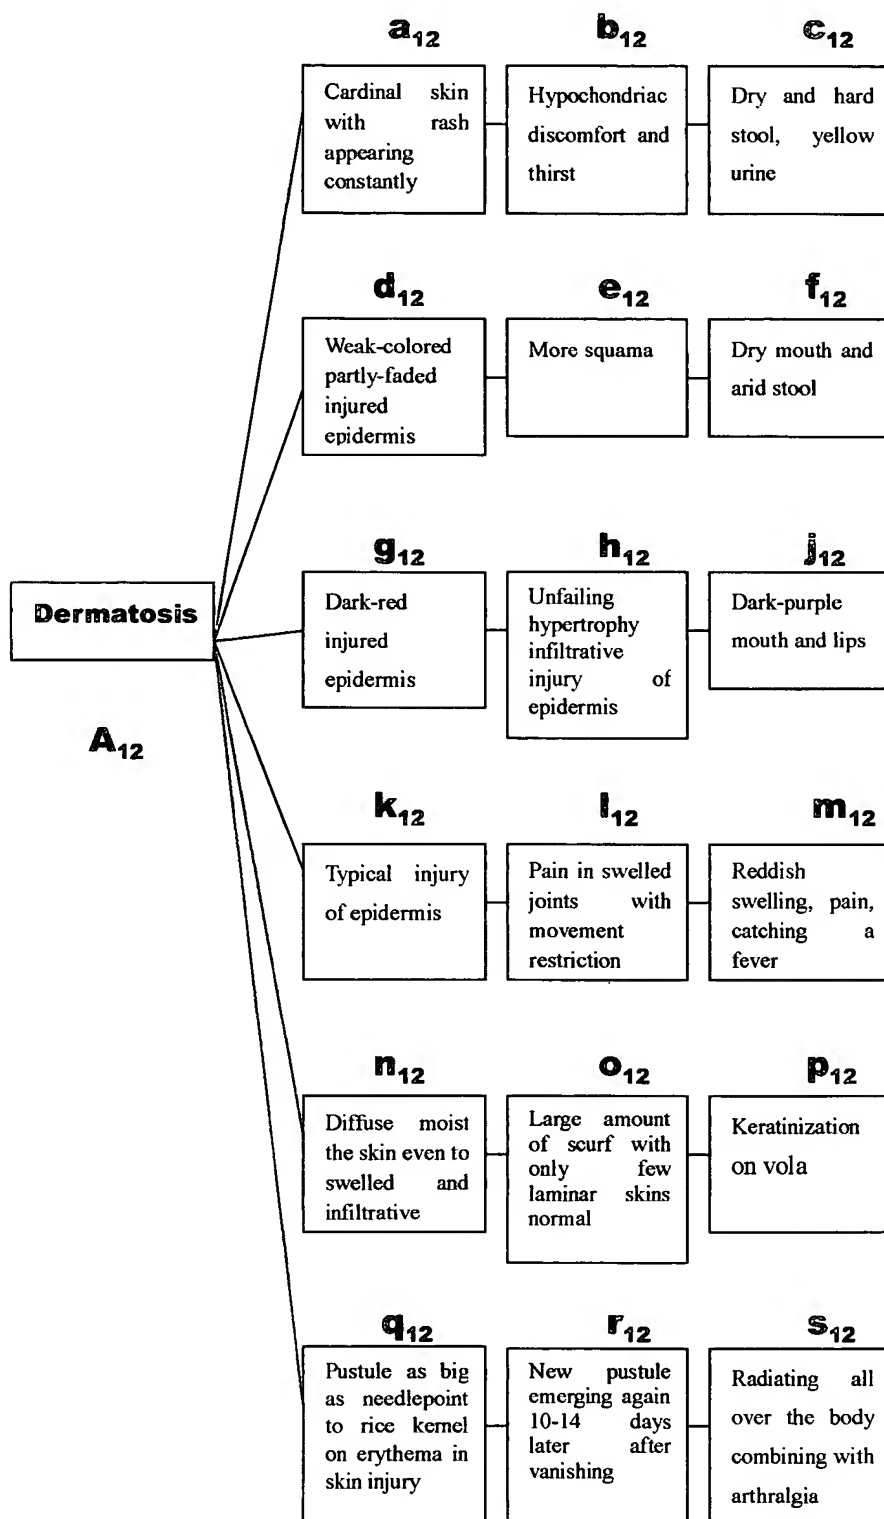 a12 b12 c12
Cardinal skin
with rash
appearing
constantly
Hypochondriac
discomfort and
thirst
Dry and hard
stool, yellow
urine
d12 e12 f12
Weak-colored
partly-faded
injured
epidermis
More squama
Dry mouth and
arid stool
g12 h12 j12
Dark-red
injured
epidermis
Unfailing
hypertrophy
infiltrative
injury of
epidermis
Dark-purple
mouth and lips
Dermatosis
A12
k12 l12 m12
Typical injury
of epidermis
Pain in swelled
joints with
movement
restriction
Reddish
swelling, pain,
catching a
fever
n12 o12 p12
Diffuse moist
the skin even to
swelled and
infiltrative
Large amount
of scurf with
only few
laminar skins
normal
Keratinization
on vola
q12 r12 s12
Pustule as big
as needlepoint
to rice kernel
on erythema in
skin injury
New pustule
emerging again
10-14 days
later after
vanishing
Radiating all
over the body
combining with
arthralgia